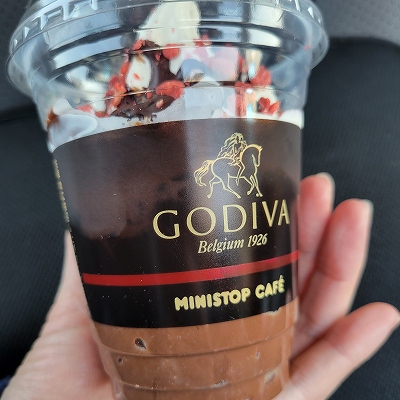 GODIVA
Belgium 1926
MINISTOP CAFÉ